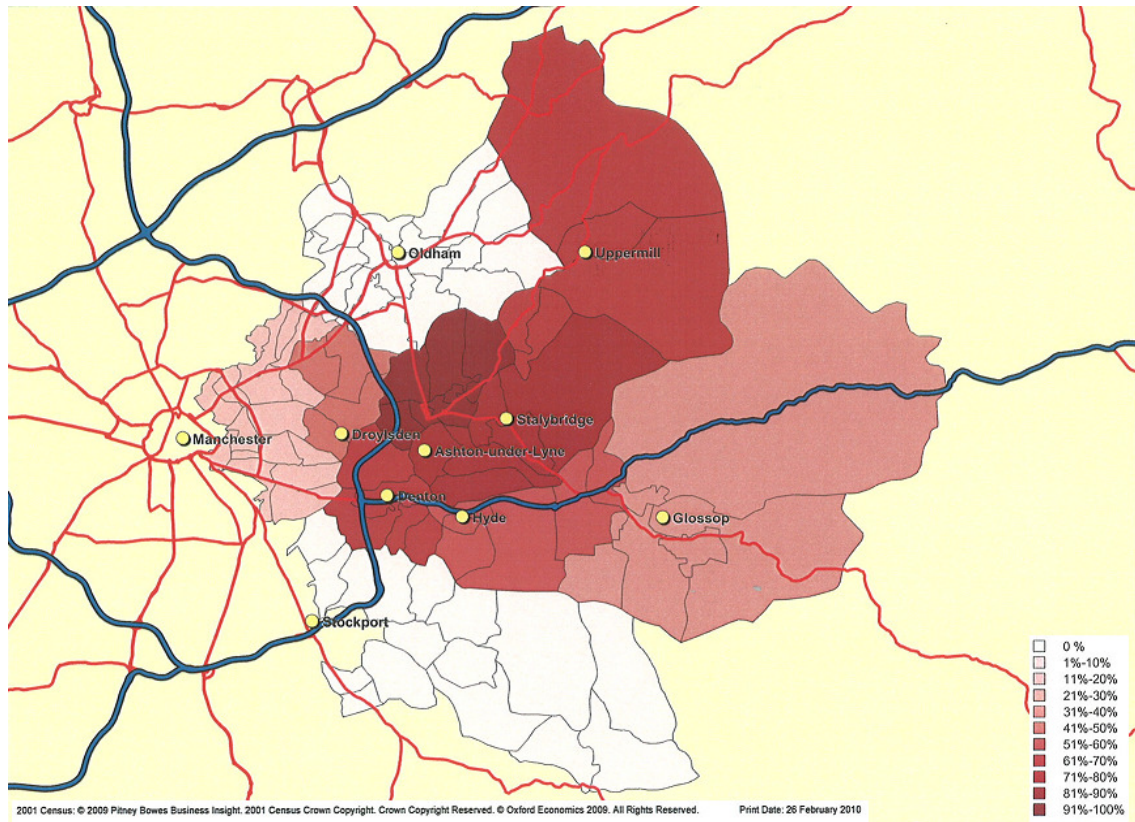 Oldham
Uppermill
Stalybridge
Manchester
Droylsden
Ashton-under-Lyne
Denton
Hyde
Glossop
Stockport
0 %
1%-10%
11%-20%
21%-30%
31%-40%
41%-50%
51%-60%
61%-70%
71%-80%
81%-90%
91%-100%
2001 Census: © 2009 Pitney Bowes Business Insight. 2001 Census Crown Copyright. Crown Copyright Reserved. © Oxford Economics 2009. All Rights Reserved. Print Date: 26 February 2010